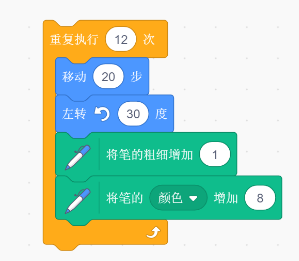 重复执行 12 次
移动 20 步
左转 30 度
将笔的粗细增加 1
将笔的 颜色 增加 8